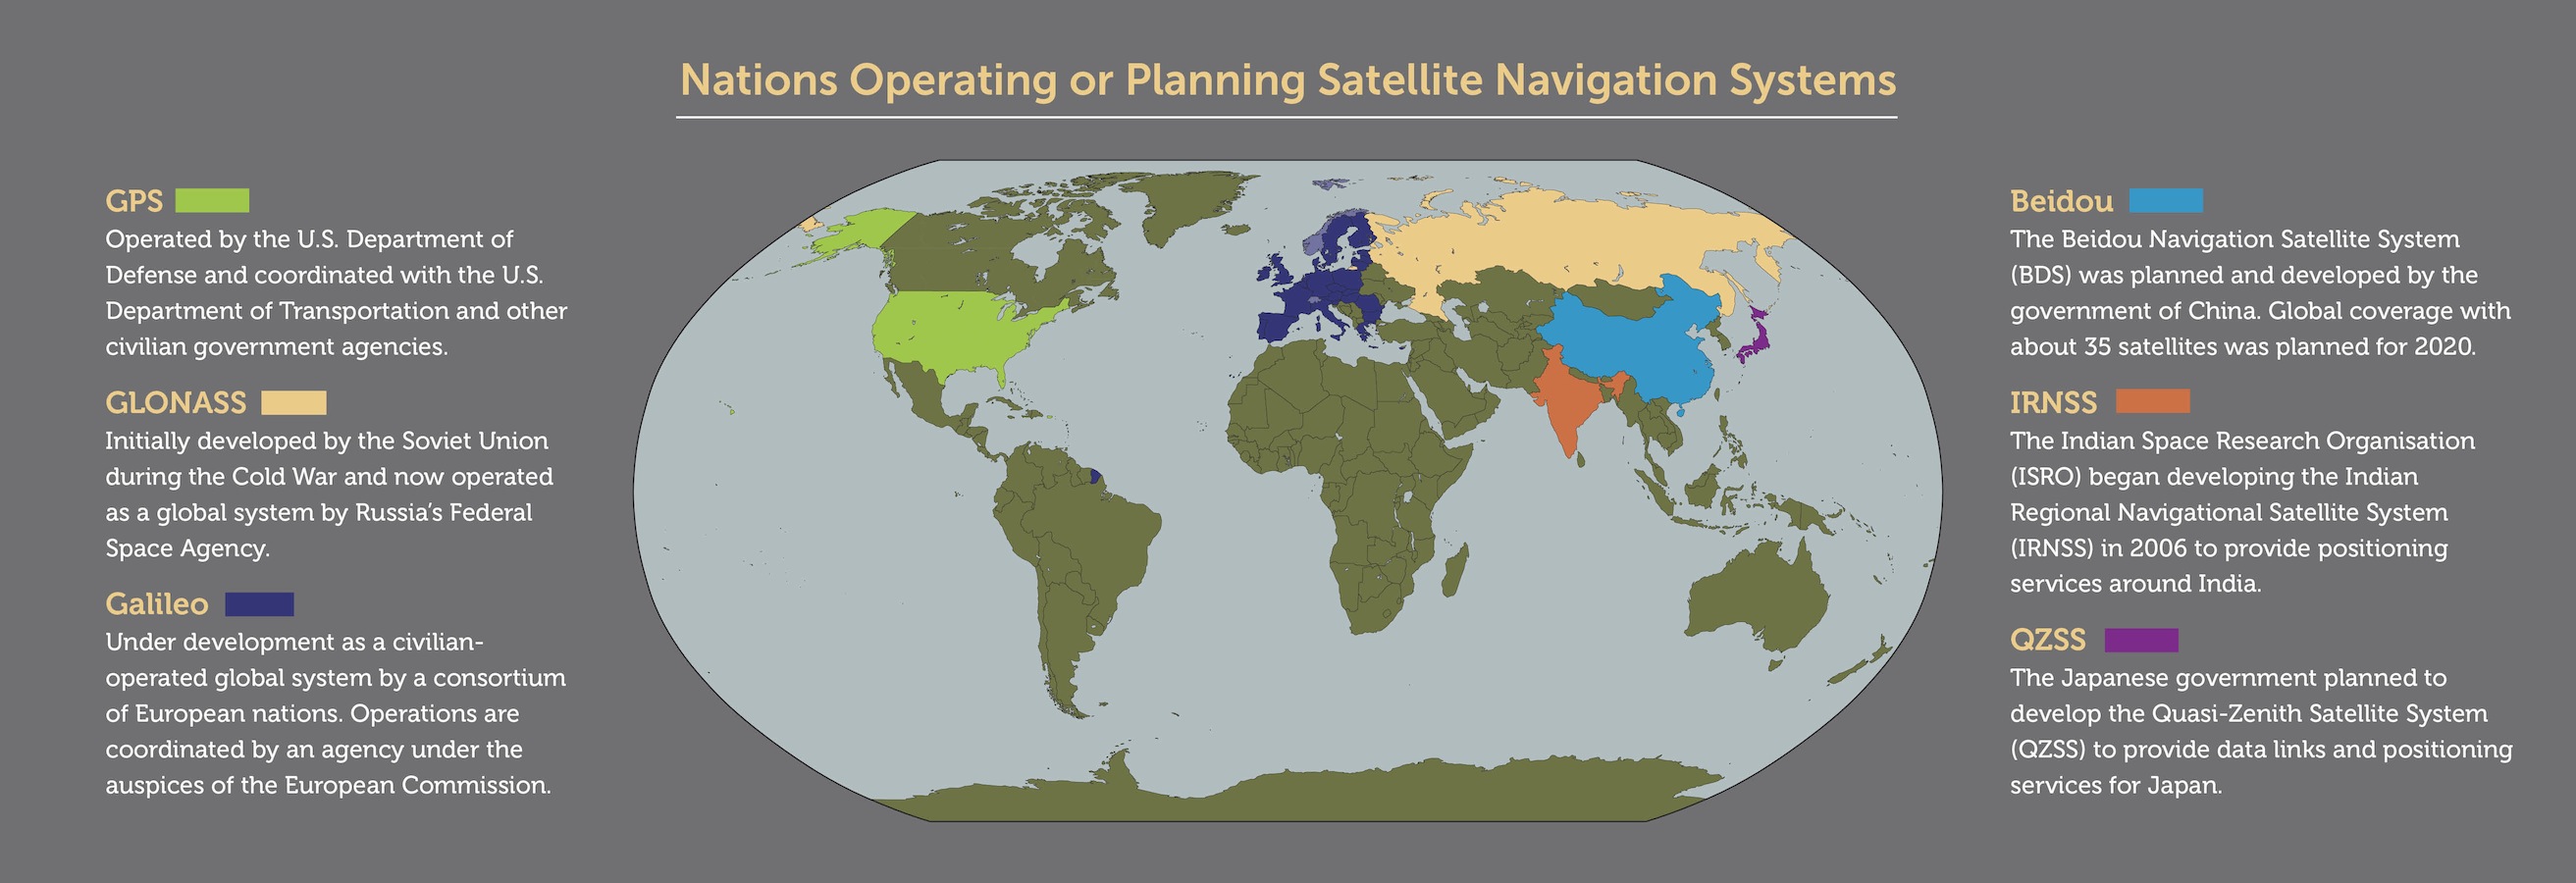 Nations Operating or Planning Satellite Navigation Systems
GPS
Operated by the U.S. Department of
Defense and coordinated with the U.S.
Department of Transportation and other
civilian government agencies.
GLONASS
Initially developed by the Soviet Union
during the Cold War and now operated
as a global system by Russia’s Federal
Space Agency.
Galileo
Under development as a civilian-
operated global system by a consortium
of European nations. Operations are
coordinated by an agency under the
auspices of the European Commission.
Beidou
The Beidou Navigation Satellite System
(BDS) was planned and developed by the
government of China. Global coverage with
about 35 satellites was planned for 2020.
IRNSS
The Indian Space Research Organisation
(ISRO) began developing the Indian
Regional Navigational Satellite System
(IRNSS) in 2006 to provide positioning
services around India.
QZSS
The Japanese government planned to
develop the Quasi-Zenith Satellite System
(QZSS) to provide data links and positioning
services for Japan.